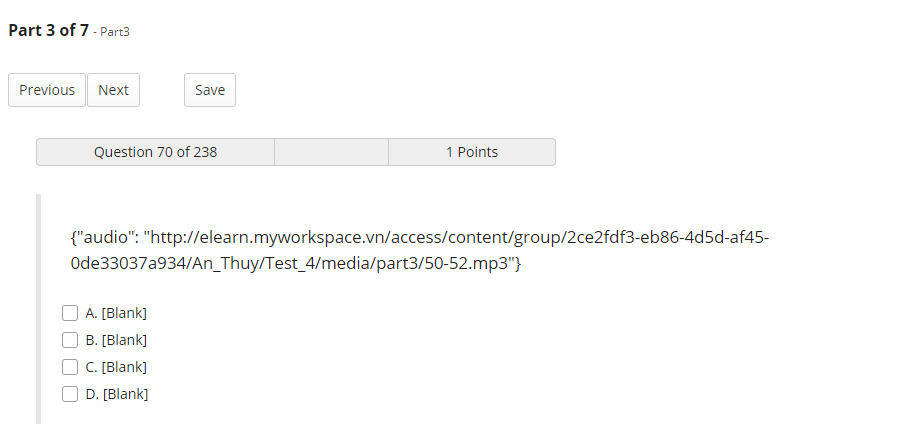 Part 3 of 7 - Part3
Previous Next Save
Question 70 of 238 1 Points
{"audio": "http://elearn.myworkspace.vn/access/content/group/2ce2fdf3-eb86-4d5d-af45-
0de33037a934/An_Thuy/Test_4/media/part3/50-52.mp3"}
A. [Blank]
B. [Blank]
C. [Blank]
D. [Blank]